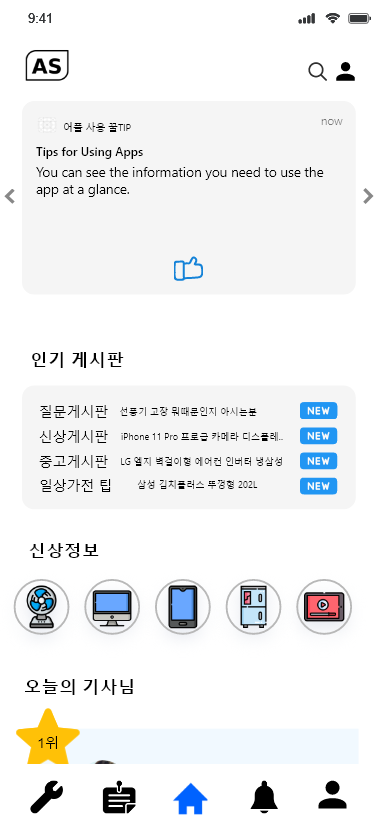 9:41
AS
어플 사용 꿀TIP
now
Tips for Using Apps
You can see the information you need to use the
app at a glance.
인기 게시판
질문게시판 선풍기 고장 뭐때문인지 아시는분 NEW
신상게시판 iPhone 11 Pro 프로급 카메라 디스플레.. NEW
중고게시판 LG 엘지 벽걸이형 에어컨 인버터 냉삼성 NEW
일상가전 팁 삼성 김치플러스 뚜껑형 202L NEW
신상정보
오늘의 기사님
1위